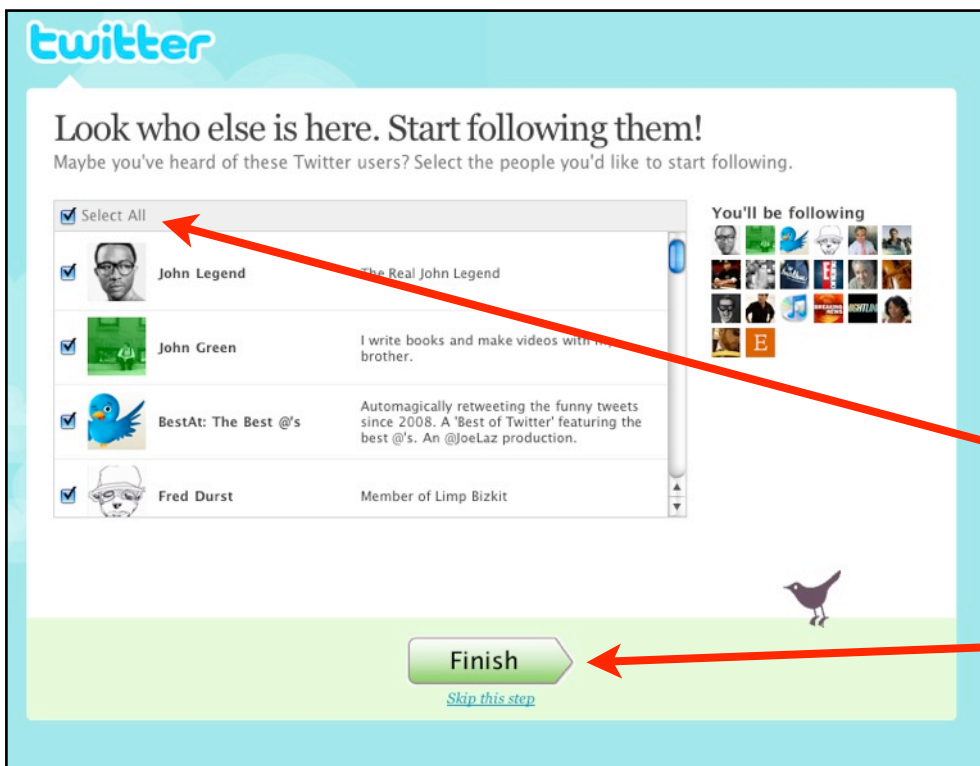 twitter
Look who else is here. Start following them!
Maybe you've heard of these Twitter users? Select the people you'd like to start following.
Select All
You'll be following
John Legend
The Real John Legend
John Green
I write books and make videos with my
brother.
BestAt: The Best @'s
Automagically retweeting the funny tweets
since 2008. A 'Best of Twitter' featuring the
best @'s. An @JoeLaz production.
Fred Durst
Member of Limp Bizkit
BREAKING
NEWS
E
Finish
Skip this step